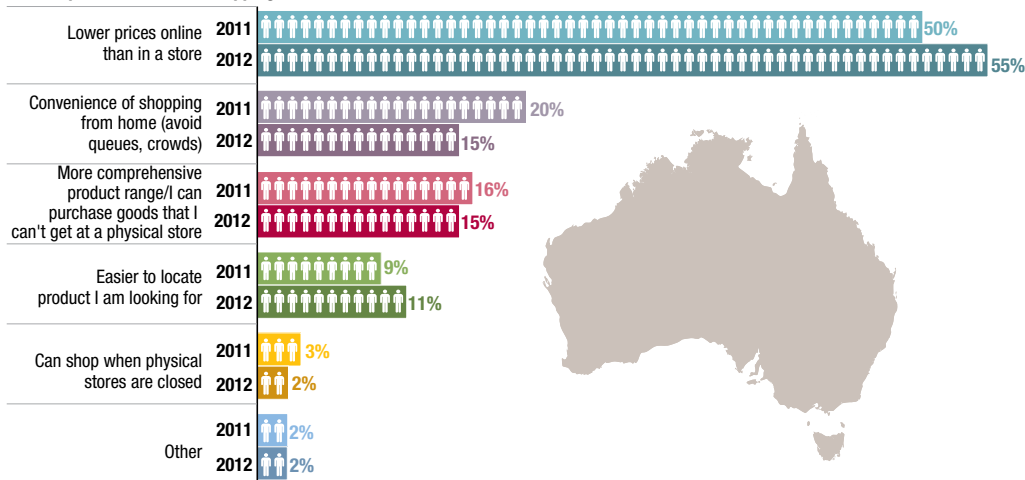 Lower prices online
than in a store
2011
50%
2012
55%
Convenience of shopping
from home (avoid
queues, crowds)
2011
20%
2012
15%
More comprehensive
product range/I can
purchase goods that I
can't get at a physical store
2011
16%
2012
15%
Easier to locate
product I am looking for
2011
9%
2012
11%
Can shop when physical
stores are closed
2011
3%
2012
2%
Other
2011
2%
2012
2%